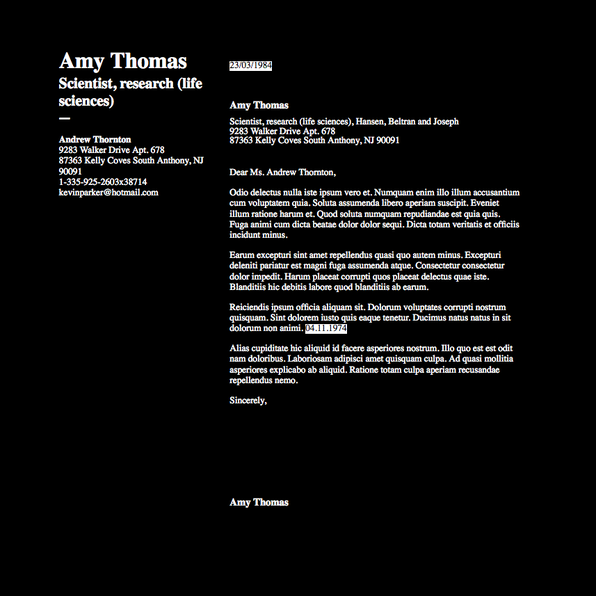 Amy Thomas
Scientist, research (life
sciences)
—
Andrew Thornton
9283 Walker Drive Apt. 678
87363 Kelly Coves South Anthony, NJ
90091
1-335-925-2603x38714
kevinparker@hotmail.com
23/03/1984
Amy Thomas
Scientist, research (life sciences), Hansen, Beltran and Joseph
9283 Walker Drive Apt. 678
87363 Kelly Coves South Anthony, NJ 90091
Dear Ms. Andrew Thornton,
Odio delectus nulla iste ipsum vero et. Numquam enim illo illum accusantium
cum voluptatem quia. Soluta assumenda libero aperiam suscipit. Eveniet
illum ratione harum et. Quod soluta numquam repudiandae est quia quis.
Fuga animi cum dicta beatae dolor dolor sequi. Dicta totam veritatis et officiis
incidunt minus.
Earum excepturi sint amet repellendus quasi quo autem minus. Excepturi
deleniti pariatur est magni fuga assumenda atque. Consectetur consectetur
dolor impedit. Harum placeat corrupti quos placeat delectus quae iste.
Blanditiis hic debitis labore quod blanditiis ab earum.
Reiciendis ipsum officia aliquam sit. Dolorum voluptates corrupti nostrum
quisquam. Sint dolorem iusto quis eaque tenetur. Ducimus natus natus in sit
dolorum non animi. 04.11.1974
Alias cupiditate hic aliquid id facere asperiores nostrum. Illo quo est est odit
nam doloribus. Laboriosam adipisci amet quisquam culpa. Ad quasi mollitia
asperiores explicabo ab aliquid. Ratione totam culpa aperiam recusandae
repellendus nemo.
Sincerely,
Amy Thomas